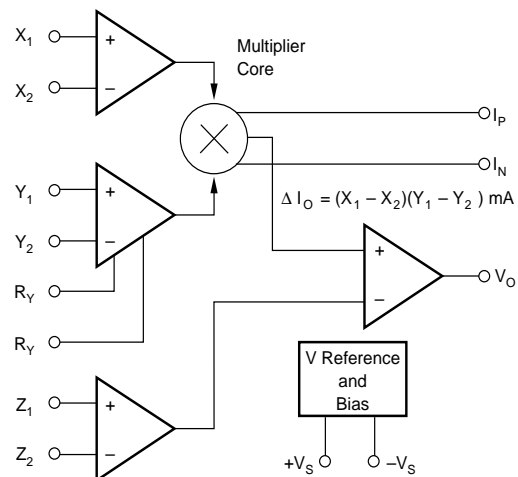 X1
X2
+
−
Multiplier
Core
IP
IN
Y1
Y2
+
−
RY
RY
Δ IO = (X1 − X2)(Y1 − Y2 ) mA
+
−
VO
Z1
Z2
+
−
V Reference
and
Bias
+VS
−VS